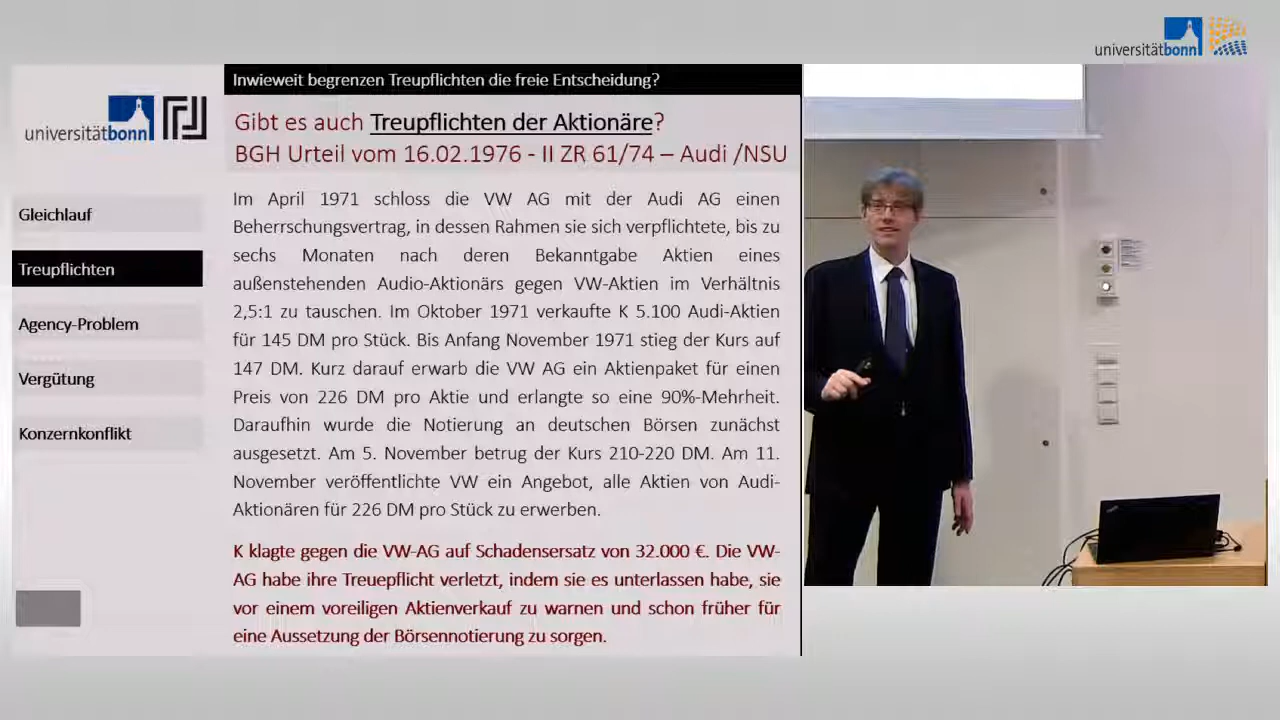 universitätbonn
Inwieweit begrenzen Treupflichten die freie Entscheidung?
universitätbonn
Gibt es auch Treupflichten der Aktionäre?
BGH Urteil vom 16.02.1976 - II ZR 61/74 – Audi /NSU
Gleichlauf
Treupflichten
Agency-Problem
Vergütung
Konzernkonflikt
Im April 1971 schloss die VW AG mit der Audi AG einen
Beherrschungsvertrag, in dessen Rahmen sie sich verpflichtete, bis zu
sechs Monaten nach deren Bekanntgabe Aktien eines
außenstehenden Audio-Aktionärs gegen VW-Aktien im Verhältnis
2,5:1 zu tauschen. Im Oktober 1971 verkaufte K 5.100 Audi-Aktien
für 145 DM pro Stück. Bis Anfang November 1971 stieg der Kurs auf
147 DM. Kurz darauf erwarb die VW AG ein Aktienpaket für einen
Preis von 226 DM pro Aktie und erlangte so eine 90%-Mehrheit.
Daraufhin wurde die Notierung an deutschen Börsen zunächst
ausgesetzt. Am 5. November betrug der Kurs 210-220 DM. Am 11.
November veröffentlichte VW ein Angebot, alle Aktien von Audi-
Aktionären für 226 DM pro Stück zu erwerben.
K klagte gegen die VW-AG auf Schadensersatz von 32.000 €. Die VW-
AG habe ihre Treuepflicht verletzt, indem sie es unterlassen habe, sie
vor einem voreiligen Aktienverkauf zu warnen und schon früher für
eine Aussetzung der Börsennotierung zu sorgen.